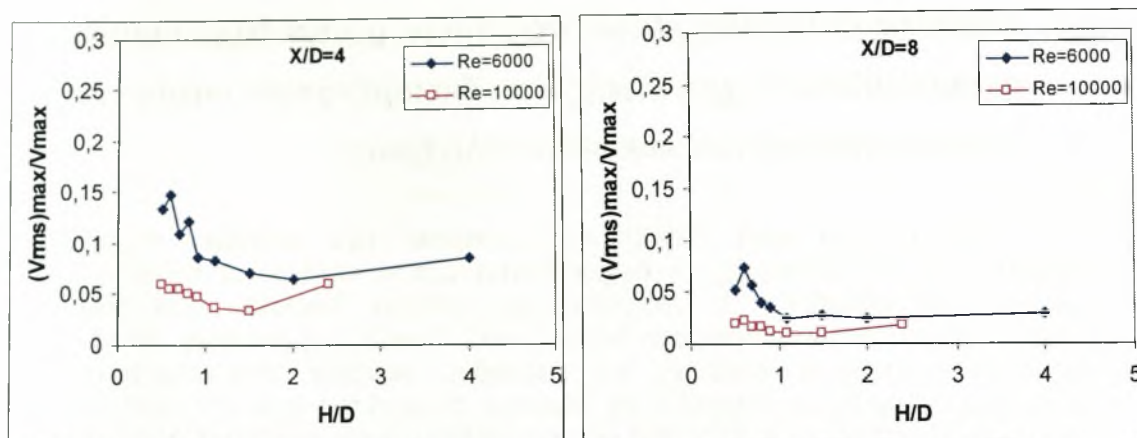 X/D=4
Re=6000
Re=10000
(Vrms)max/Vmax
0,3
0,25
0,2
0,15
0,1
0,05
0
0 1 2 3 4 5
H/D
X/D=8
Re=6000
Re=10000
(Vrms)max/Vmax
0,3
0,25
0,2
0,15
0,1
0,05
0
0 1 2 3 4 5
H/D